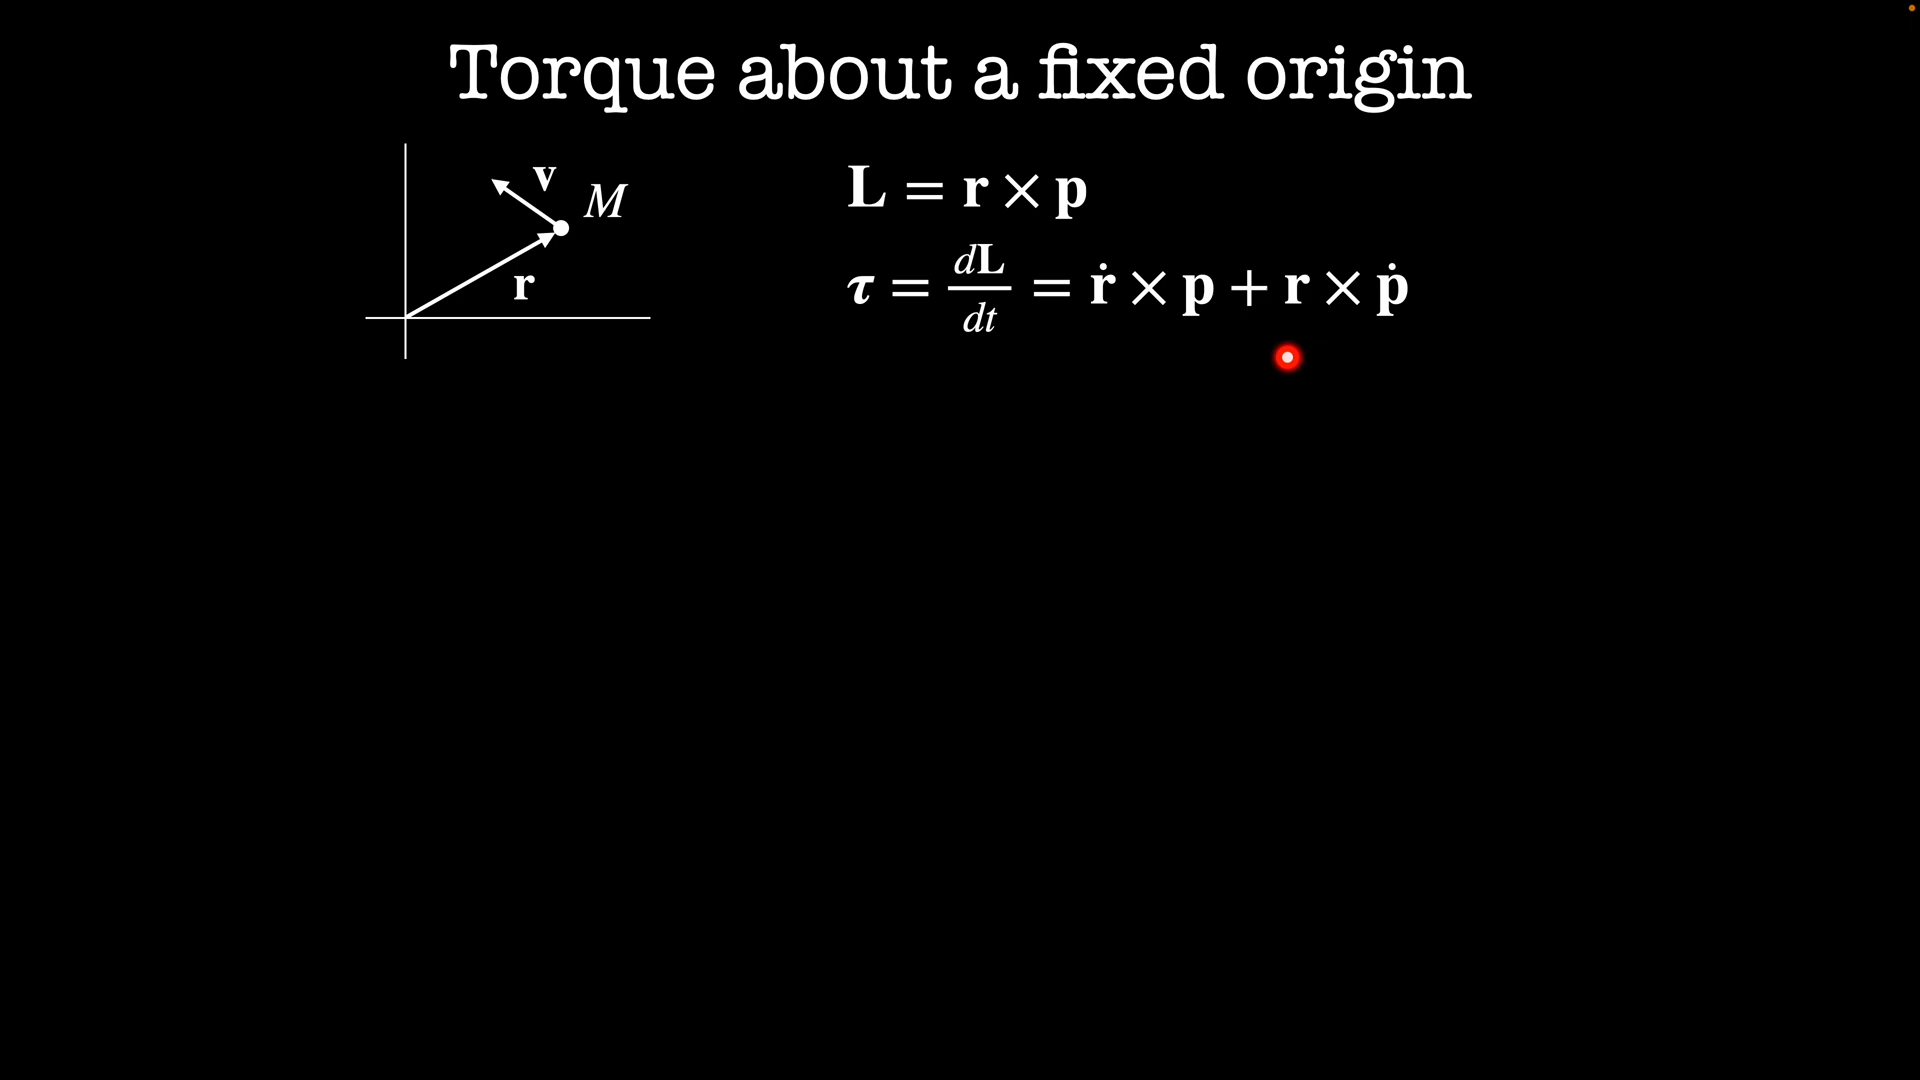 Torque about a fixed origin
v
M
r
L = r × p
τ = dL/dt = ṙ × p + r × ṗ